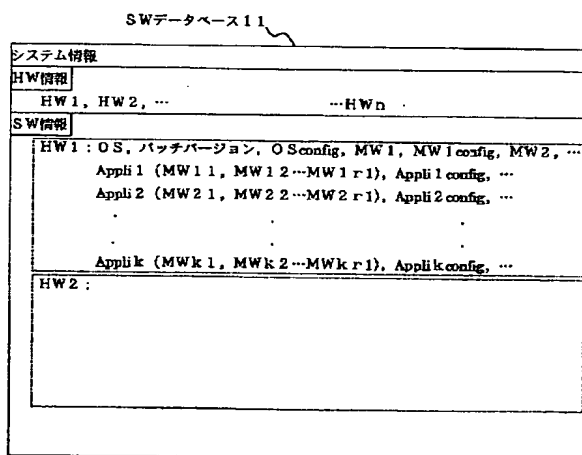 SWデータベース11
システム情報
HW情報
HW1, HW2, … …HWn
SW情報
HW1:OS, パッチバージョン, OSconfig, MW1, MW1config, MW2, …
Appli1 (MW11, MW12…MW1r1), Appli1config, …
Appli2 (MW21, MW22…MW2r1), Appli2config, …
. . .
. . .
Applik (MWk1, MWk2…MWkr1), Applikconfig, …
HW2: